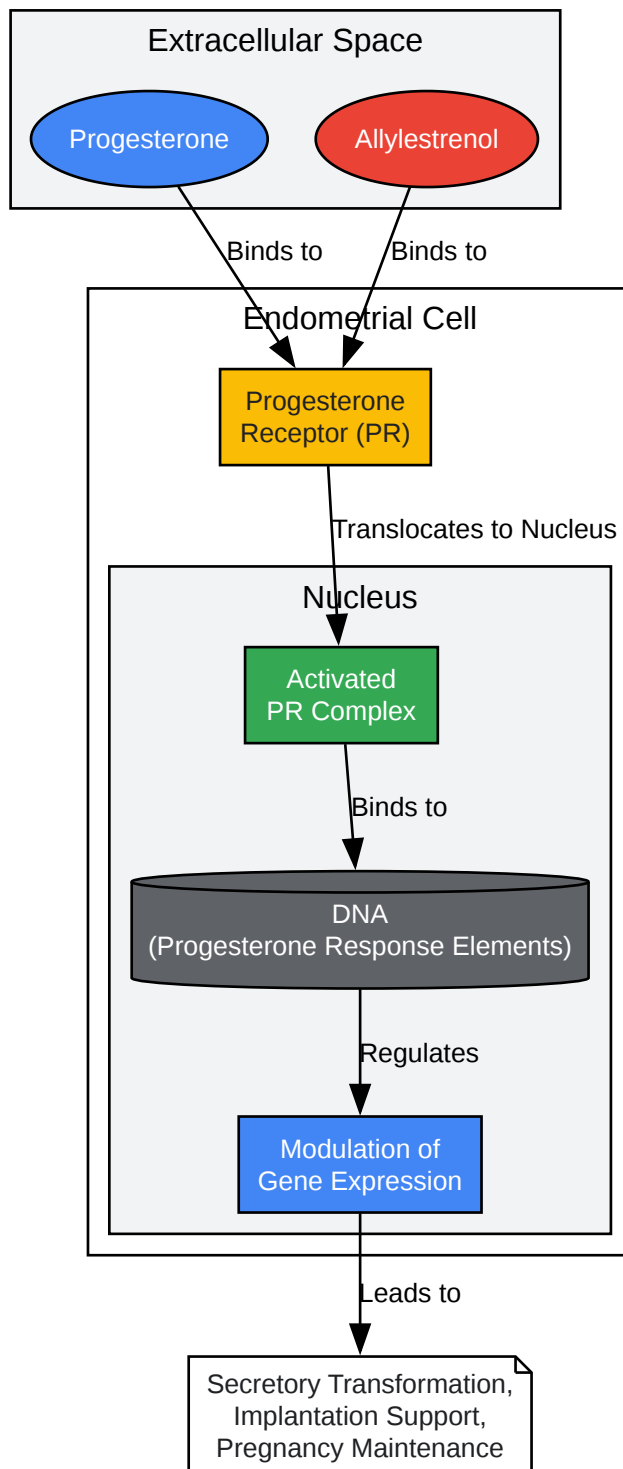 Extracellular Space
Progesterone
Allylestrenol
Binds to
Binds to
Endometrial Cell
Progesterone
Receptor (PR)
Translocates to Nucleus
Nucleus
Activated
PR Complex
Binds to
DNA
(Progesterone Response Elements)
Regulates
Modulation of
Gene Expression
Leads to
Secretory Transformation,
Implantation Support,
Pregnancy Maintenance